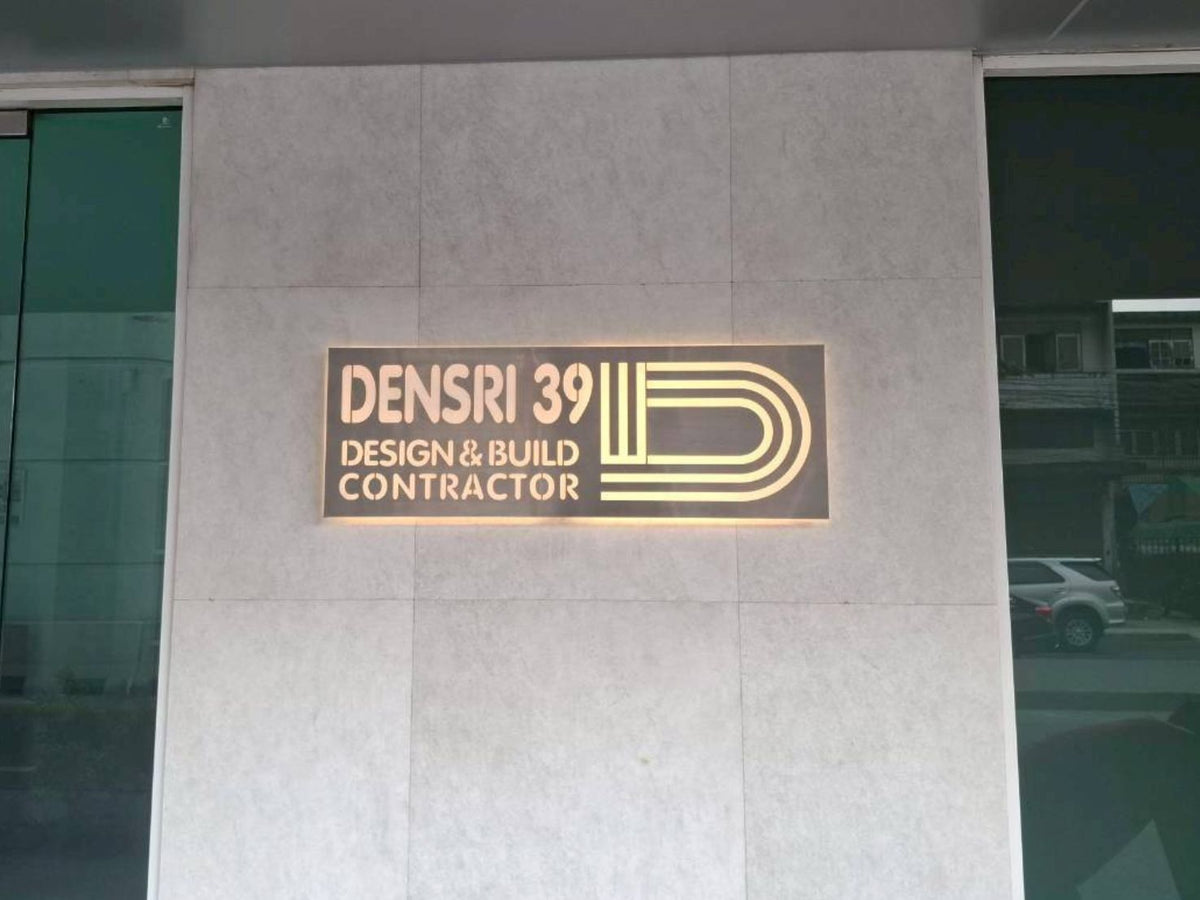 DENSRI 39
DESIGN & BUILD
CONTRACTOR